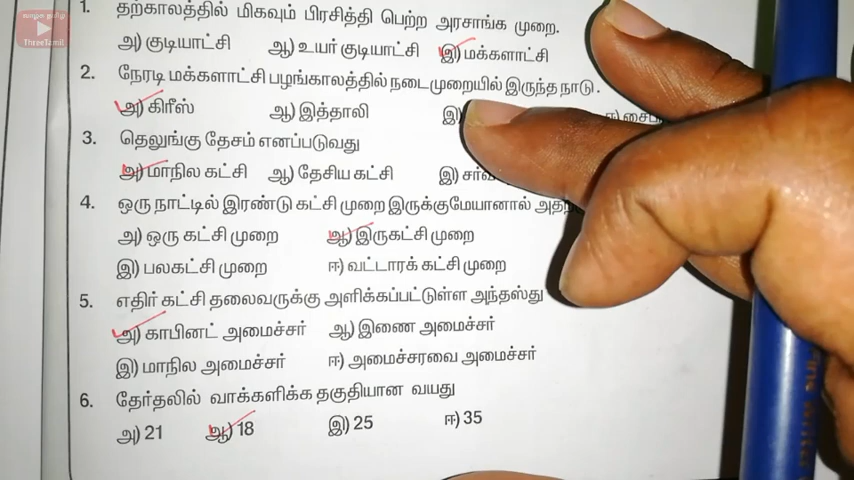 வாழ்க தமிழ்
ThreeTamil
1. தற்காலத்தில் மிகவும் பிரசித்தி பெற்ற அரசாங்க முறை.
அ) குடியாட்சி ஆ) உயர் குடியாட்சி இ) மக்களாட்சி
2. நேரடி மக்களாட்சி பழங்காலத்தில் நடைமுறையில் இருந்த நாடு.
அ) கிரீஸ் ஆ) இத்தாலி இ)
3. தெலுங்கு தேசம் எனப்படுவது
அ) மாநில கட்சி ஆ) தேசிய கட்சி இ)
4. ஒரு நாட்டில் இரண்டு கட்சி முறை இருக்குமேயானால்
அ) ஒரு கட்சி முறை ஆ) இருகட்சி முறை
இ) பலகட்சி முறை ஈ) வட்டாரக் கட்சி முறை
5. எதிர் கட்சி தலைவருக்கு அளிக்கப்பட்டுள்ள அந்தஸ்து
அ) காபினட் அமைச்சர் ஆ) இணை அமைச்சர்
இ) மாநில அமைச்சர் ஈ) அமைச்சரவை அமைச்சர்
6. தேர்தலில் வாக்களிக்க தகுதியான வயது
அ) 21 ஆ) 18 இ) 25 ஈ) 35